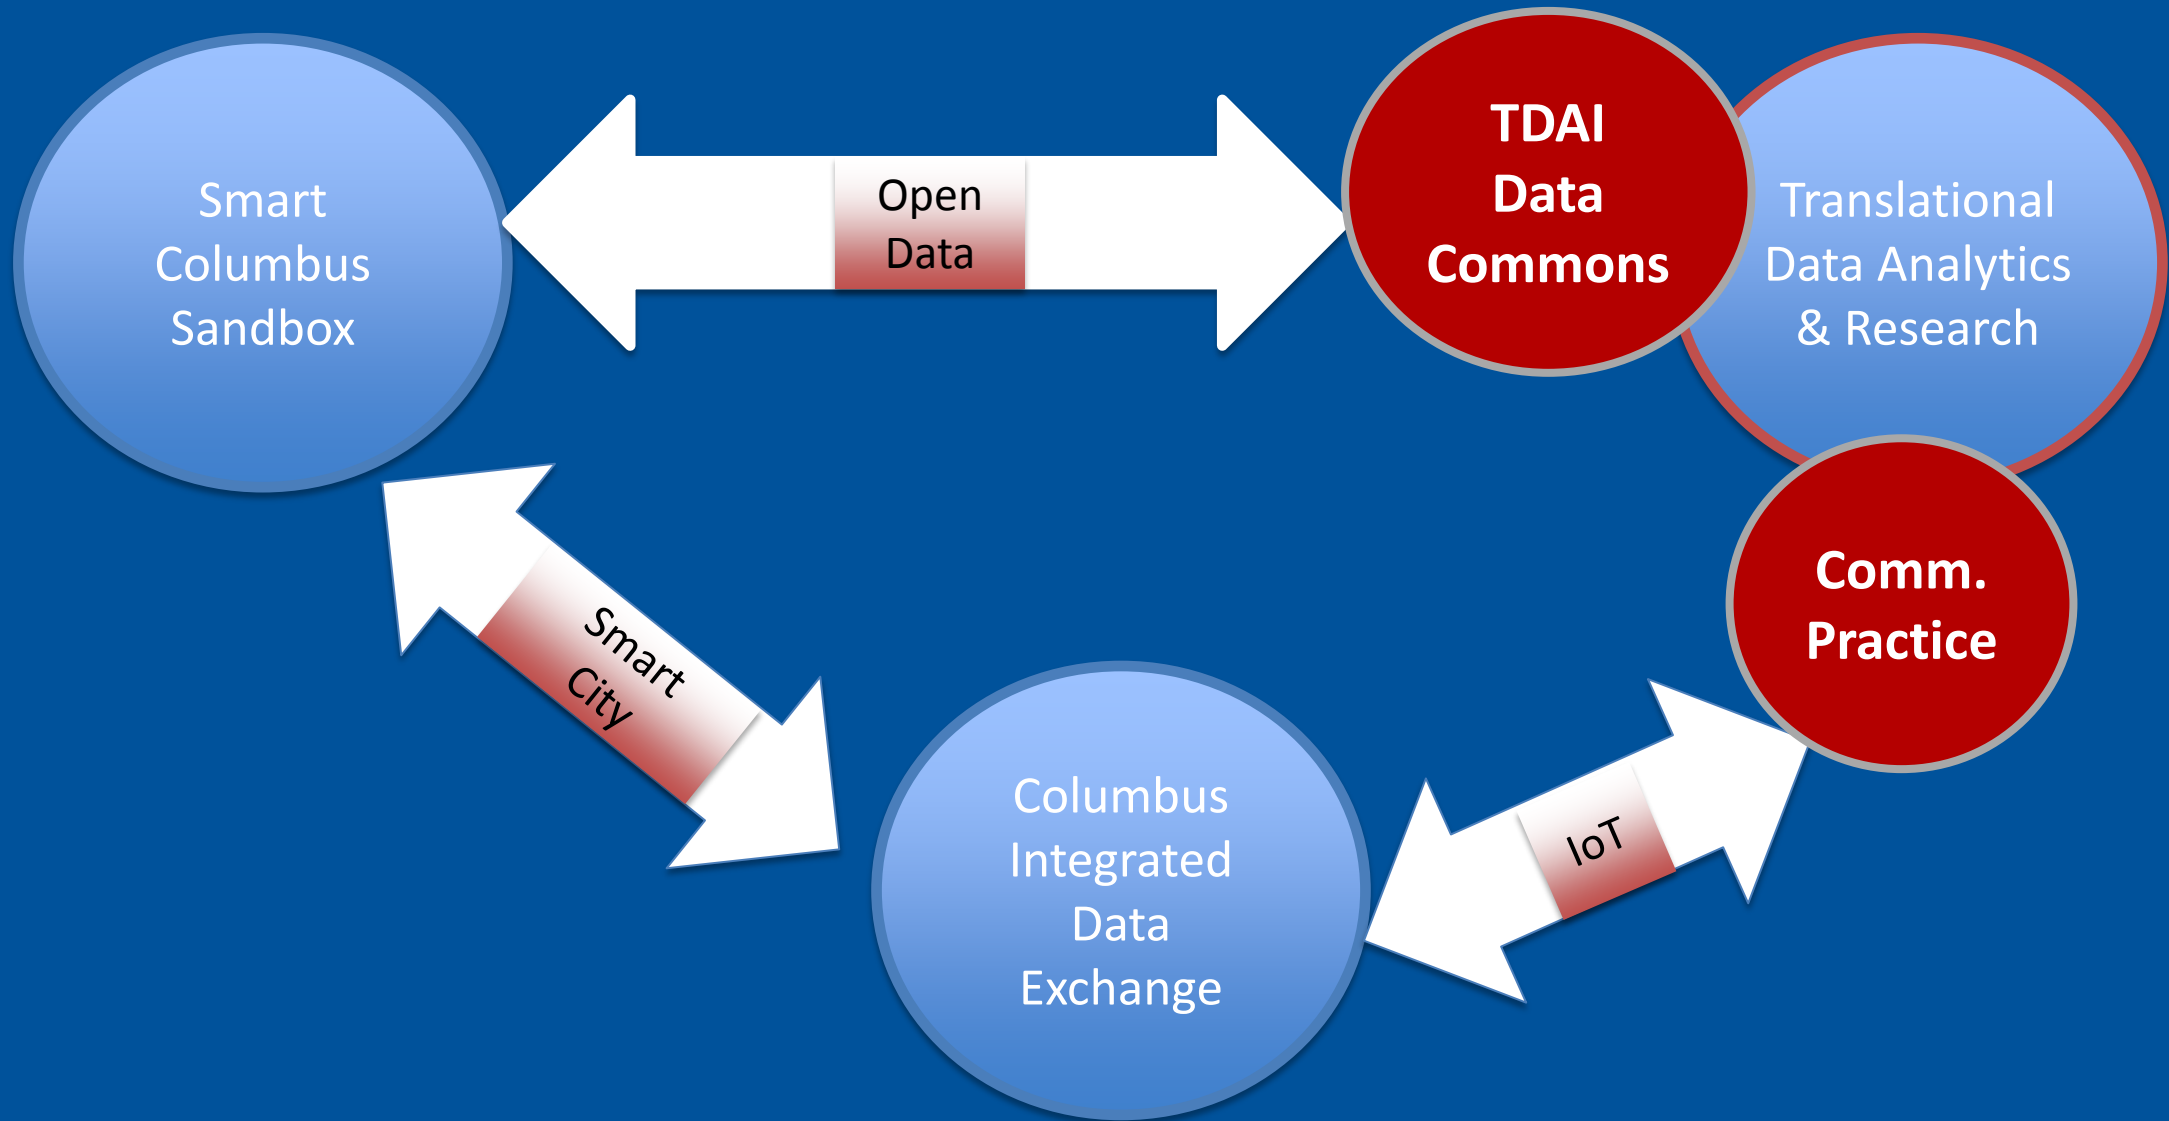 Smart
Columbus
Sandbox
Open
Data
TDAI
Data
Commons
Translational
Data Analytics
& Research
Smart
City
Columbus
Integrated
Data
Exchange
IoT
Comm.
Practice